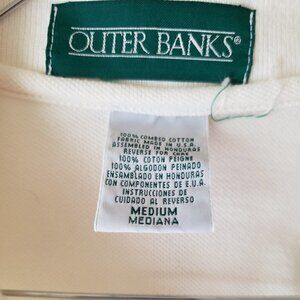 OUTER BANKS®
100% COMBED COTTON
FABRIC MADE IN U.S.A.
ASSEMBLED IN HONDURAS
REVERSE FOR CARE
100% COTON PEIGNE
100% ALGODON PEINADO
ENSAMBLADO EN HONDURAS
CON COMPONENTES DE E.U.A.
INSTRUCCIONES DE
CUIDADO AL REVERSO
MEDIUM
MEDIANA